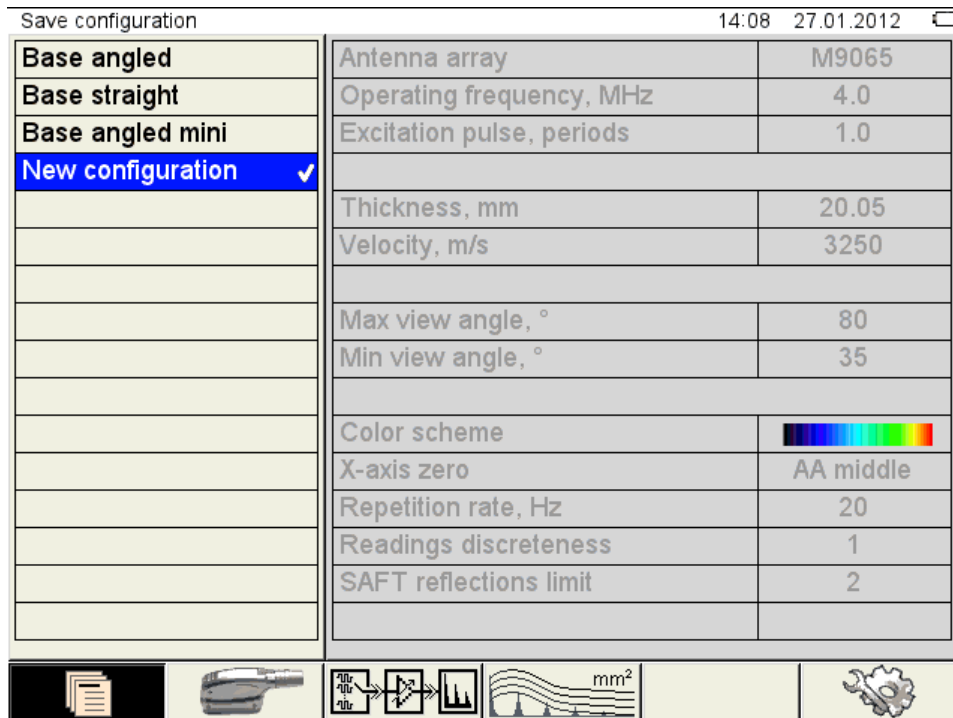 Save configuration 14:08 27.01.2012
Base angled
Base straight
Base angled mini
New configuration
Antenna array M9065
Operating frequency, MHz 4.0
Excitation pulse, periods 1.0
Thickness, mm 20.05
Velocity, m/s 3250
Max view angle, ° 80
Min view angle, ° 35
Color scheme
X-axis zero AA middle
Repetition rate, Hz 20
Readings discreteness 1
SAFT reflections limit 2
mm²